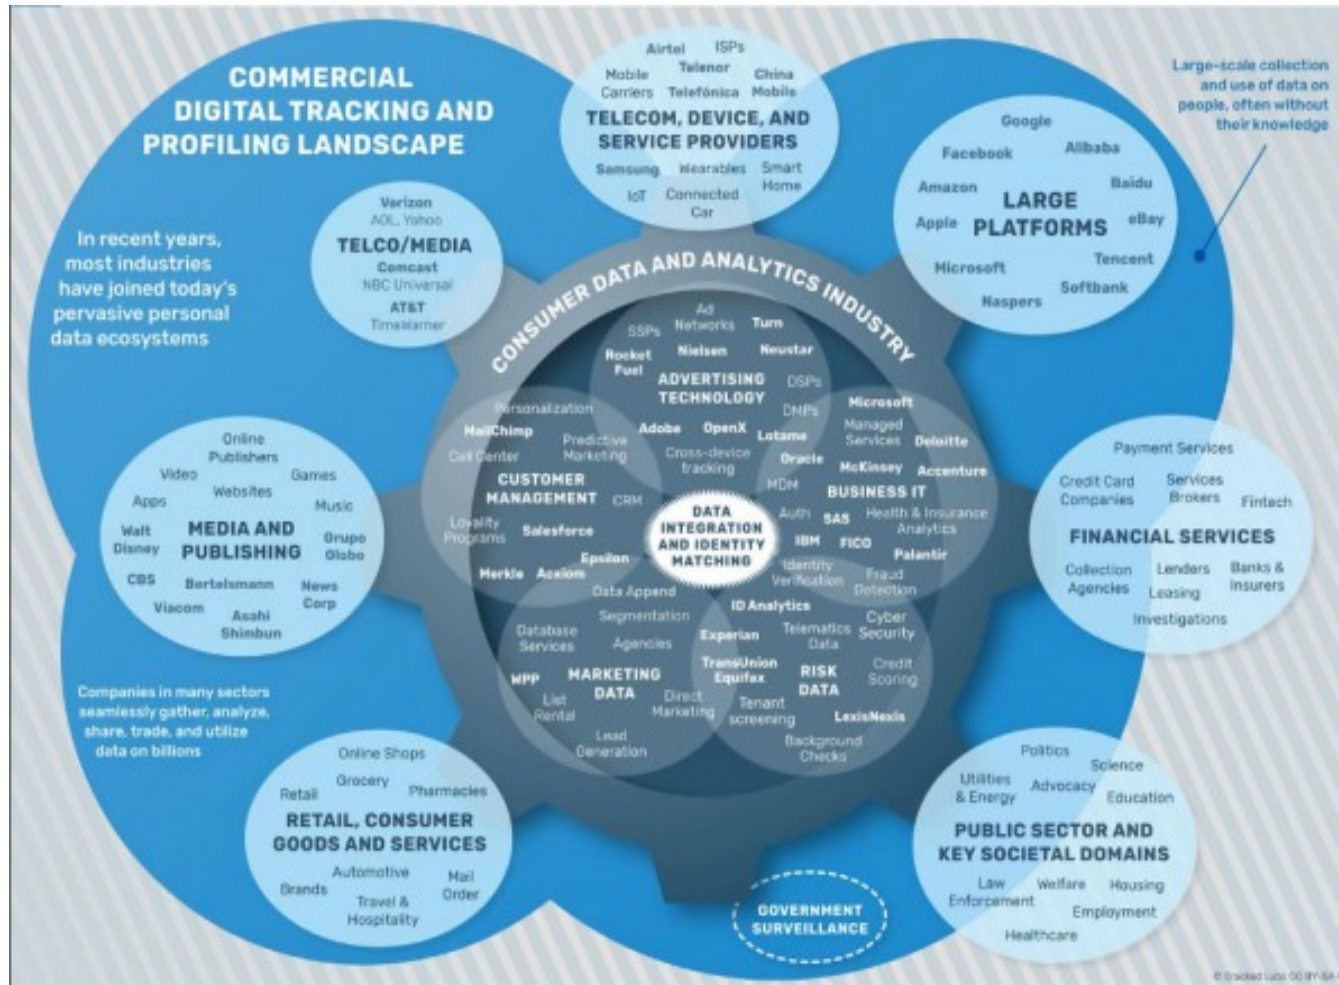 COMMERCIAL
DIGITAL TRACKING AND
PROFILING LANDSCAPE
In recent years,
most industries
have joined today's
pervasive personal
data ecosystems
Companies in many sectors
seamlessly gather, analyze,
share, trade, and utilize
data on billions
Large-scale collection
and use of data on
people, often without
their knowledge
Airtel ISPs
Mobile Carriers
Telenor
Telefónica
China Mobile
TELECOM, DEVICE, AND
SERVICE PROVIDERS
Samsung Wearables
Smart Home
IoT
Connected Car
Verizon
AOL, Yahoo
TELCO/MEDIA
Comcast
NBC Universal
AT&T
TimeWarner
Google
Facebook
Alibaba
Amazon
Baidu
LARGE
PLATFORMS
Apple
eBay
Microsoft
Tencent
Softbank
Naspers
CONSUMER DATA AND ANALYTICS INDUSTRY
Ad Networks
SSPs
Turn
Rocket Fuel
Nielsen
Neustar
ADVERTISING
TECHNOLOGY
DSPs
DMPs
Adobe
OpenX
Lotame
Cross-device
tracking
Personalization
MailChimp
Call Center
Predictive
Marketing
CUSTOMER
MANAGEMENT
CRM
Loyality
Programs
Salesforce
Epsilon
Merkle
Acxiom
Data Append
Microsoft
Managed
Services
Deloitte
Oracle
McKinsey
Accenture
MDM
BUSINESS IT
Auth
SAS
Health & Insurance
Analytics
IBM
FICO
Palantir
Identity
Verification
Fraud
Detection
DATA
INTEGRATION
AND IDENTITY
MATCHING
Segmentation
Database
Services
Agencies
WPP
MARKETING
DATA
List
Rental
Direct
Marketing
Lead
Generation
ID Analytics
Experian
Telematics
Data
Cyber
Security
TransUnion
Equifax
RISK
DATA
Credit
Scoring
Tenant
screening
LexisNexis
Background
Checks
Online
Publishers
Video
Games
Websites
Apps
Music
MEDIA AND
PUBLISHING
Walt
Disney
Grupo
Globo
CBS
Bertelsmann
News
Corp
Viacom
Asahi
Shimbun
Payment Services
Credit Card
Companies
Services
Brokers
Fintech
FINANCIAL SERVICES
Collection
Agencies
Lenders
Leasing
Banks &
Insurers
Investigations
Online Shops
Grocery
Retail
Pharmacies
RETAIL, CONSUMER
GOODS AND SERVICES
Automotive
Brands
Mail
Order
Travel &
Hospitality
Politics
Science
Utilities
& Energy
Advocacy
Education
PUBLIC SECTOR AND
KEY SOCIETAL DOMAINS
Law
Enforcement
Welfare
Housing
Employment
Healthcare
GOVERNMENT
SURVEILLANCE
© Cracked Labs CC BY-SA